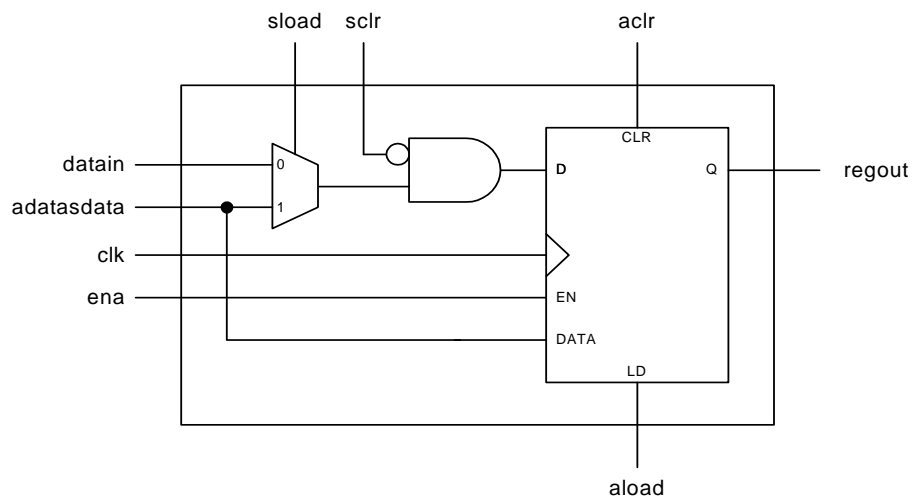 sload sclr aclr
CLR
datain 0 D Q regout
adatasdata 1
clk
ena EN
DATA
LD
aload